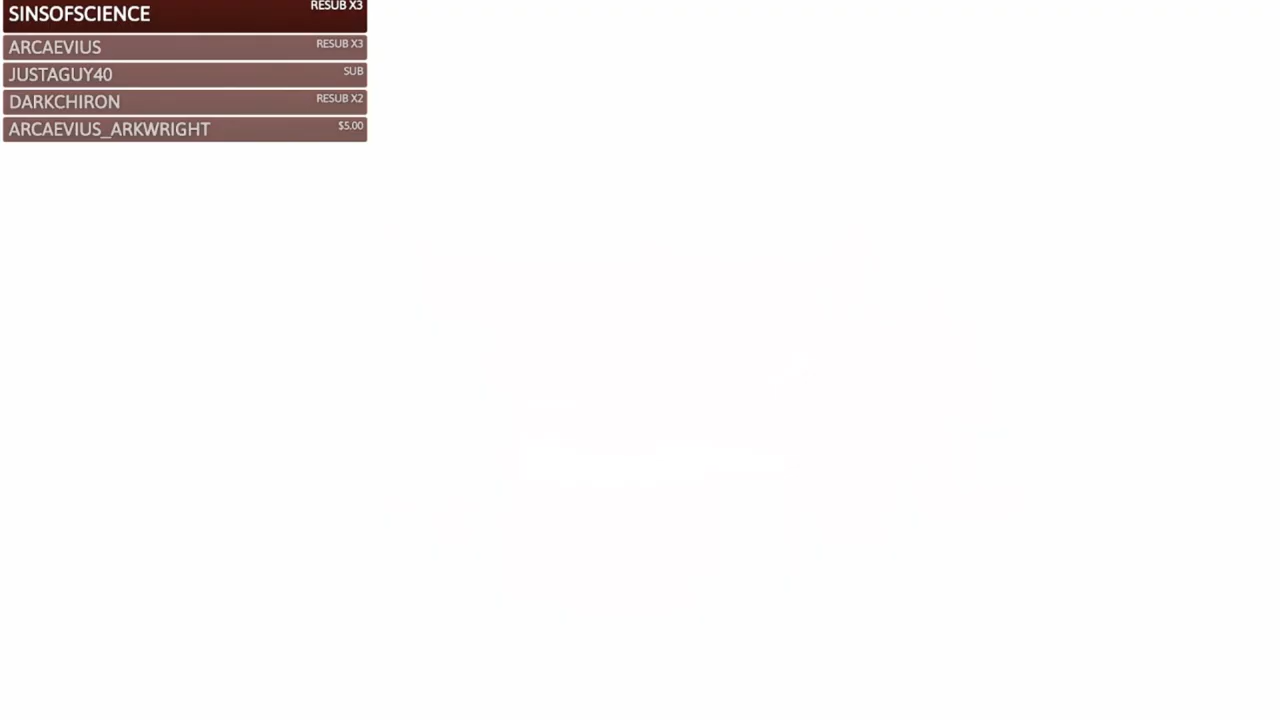 SINSOFSCIENCE RESUB X3
ARCAEVIUS RESUB X3
JUSTAGUY40 SUB
DARKCHIRON RESUB X2
ARCAEVIUS_ARKWRIGHT $5.00